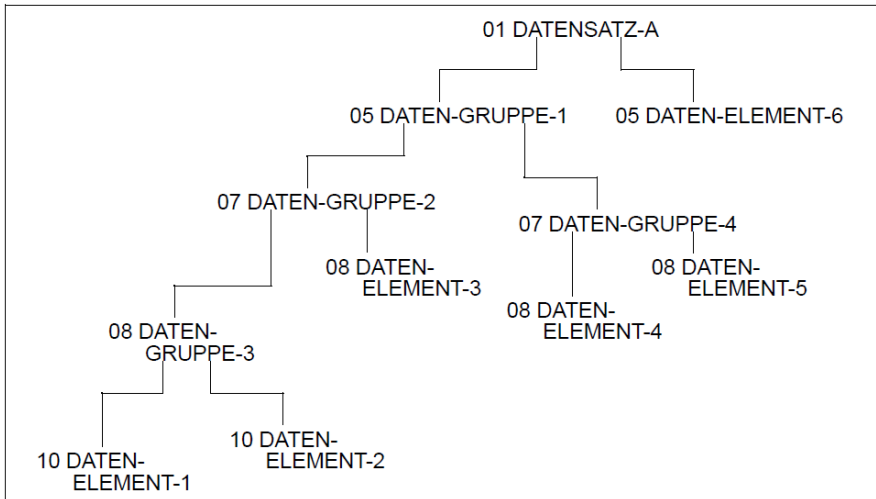 01 DATENSATZ-A
05 DATEN-GRUPPE-1
05 DATEN-ELEMENT-6
07 DATEN-GRUPPE-2
07 DATEN-GRUPPE-4
08 DATEN-
ELEMENT-3
08 DATEN-
ELEMENT-5
08 DATEN-
ELEMENT-4
08 DATEN-
GRUPPE-3
10 DATEN-
ELEMENT-1
10 DATEN-
ELEMENT-2